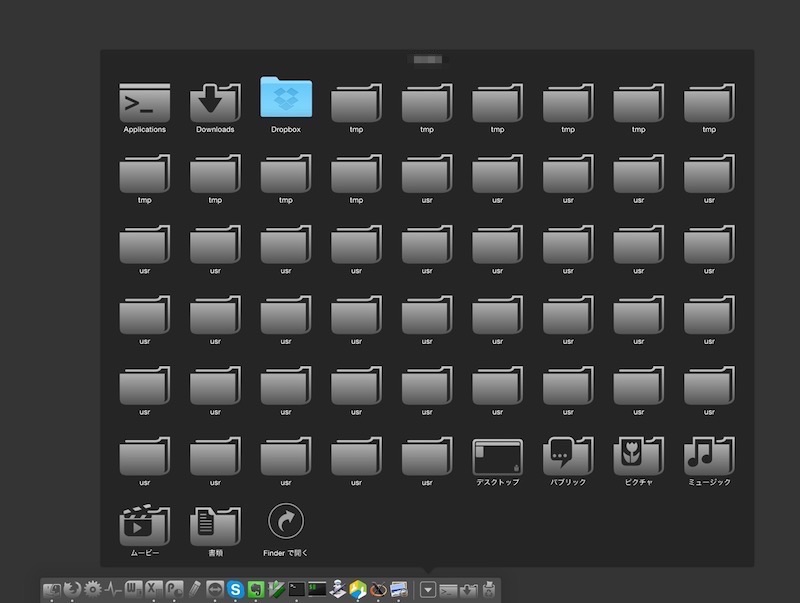 Applications Downloads Dropbox tmp tmp tmp tmp tmp tmp
tmp tmp tmp tmp usr usr usr usr usr
usr usr usr usr usr usr usr usr usr
usr usr usr usr usr usr usr usr usr
usr usr usr usr usr usr usr usr usr
usr usr usr usr usr デスクトップ パブリック ピクチャ ミュージック
ムービー 書類 Finder で開く